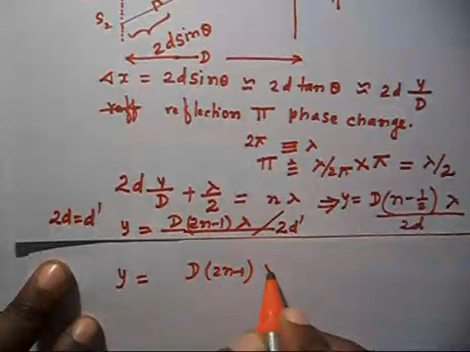 S₂
2dsinθ
D
Δx = 2dsinθ ≃ 2d tanθ ≃ 2d y/D
reflection π phase change.
2π ≡ λ
π ≜ λ/2π × π = λ/2
2d y/D + λ/2 = nλ ⇒ y = D(n-½)λ / 2d
2d=d' y = D(2n-1)λ / 2d'
y = D(2n-1)